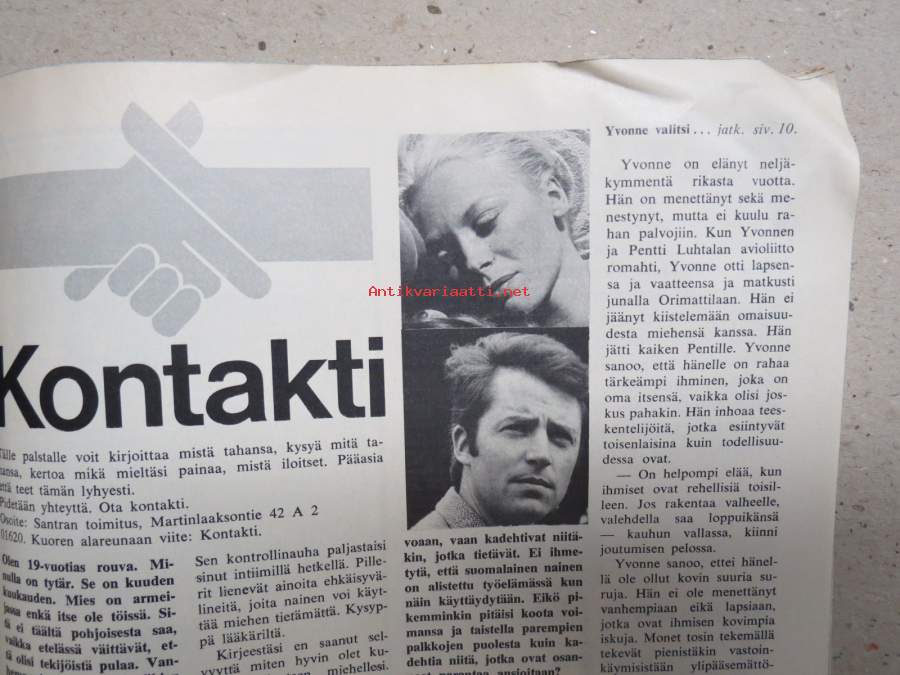 Kontakti
Tälle palstalle voit kirjoittaa mistä tahansa, kysyä mitä ta-
hansa, kertoa mikä mieltäsi painaa, mistä iloitset. Pääasia
että teet tämän lyhyesti.
Pidetään yhteyttä. Ota kontakti.
Osoite: Santran toimitus, Martinlaaksontie 42 A 2
01620. Kuoren alareunaan viite: Kontakti.
Olen 19-vuotias rouva. Mi-
nulla on tytär. Se on kuuden
kuukauden. Mies on armei-
jassa enkä itse ole töissä. Si-
tä ei täältä pohjoisesta saa,
vaikka etelässä väittävät, et-
tä olisi tekijöistä pulaa. Van-
Sen kontrollinauha paljastaisi
sinut intiimillä hetkellä. Pille-
rit lienevät ainoita ehkäisyvä-
lineitä, joita nainen voi käyt-
tää miehen tietämättä. Kysyp-
pä lääkäriltä.
Kirjeestäsi en saanut sel-
vyyttä miten hyvin olet ku-
miehellesi.
Antikvariaatti.net
voaan, vaan kadehtivat niitä-
kin, jotka tietävät. Ei ihme-
tytä, että suomalainen nainen
on alistettu työelämässä kun
näin käyttäydytään. Eikö pi-
kemminkin pitäisi koota voi-
mansa ja taistella parempien
palkkojen puolesta kuin ka-
dehtia niitä, jotka ovat osan-
neet parantaa ansioitaan?
Yvonne valitsi... jatk. siv. 10.
Yvonne on elänyt neljä-
kymmentä rikasta vuotta.
Hän on menettänyt sekä me-
nestynyt, mutta ei kuulu ra-
han palvojiin. Kun Yvonnen
ja Pentti Luhtalan avioliitto
romahti, Yvonne otti lapsen-
sa ja vaatteensa ja matkusti
junalla Orimattilaan. Hän ei
jäänyt kiistelemään omaisuu-
desta miehensä kanssa. Hän
jätti kaiken Pentille. Yvonne
sanoo, että hänelle on rahaa
tärkeämpi ihminen, joka on
oma itsensä, vaikka olisi jos-
kus pahakin. Hän inhoaa tees-
kentelijöitä, jotka esiintyvät
toisenlaisina kuin todellisuu-
dessa ovat.
— On helpompi elää, kun
ihmiset ovat rehellisiä toisil-
leen. Jos rakentaa valheelle,
valehdella saa loppuikänsä
— kauhun vallassa, kiinni
joutumisen pelossa.
Yvonne sanoo, ettei hänel-
lä ole ollut kovin suuria su-
ruja. Hän ei ole menettänyt
vanhempiaan eikä lapsiaan,
jotka ovat ihmisen kovimpia
iskuja. Monet tosin tekemällä
tekevät pienistäkin vastoin-
käymisistään ylipääsemättö-